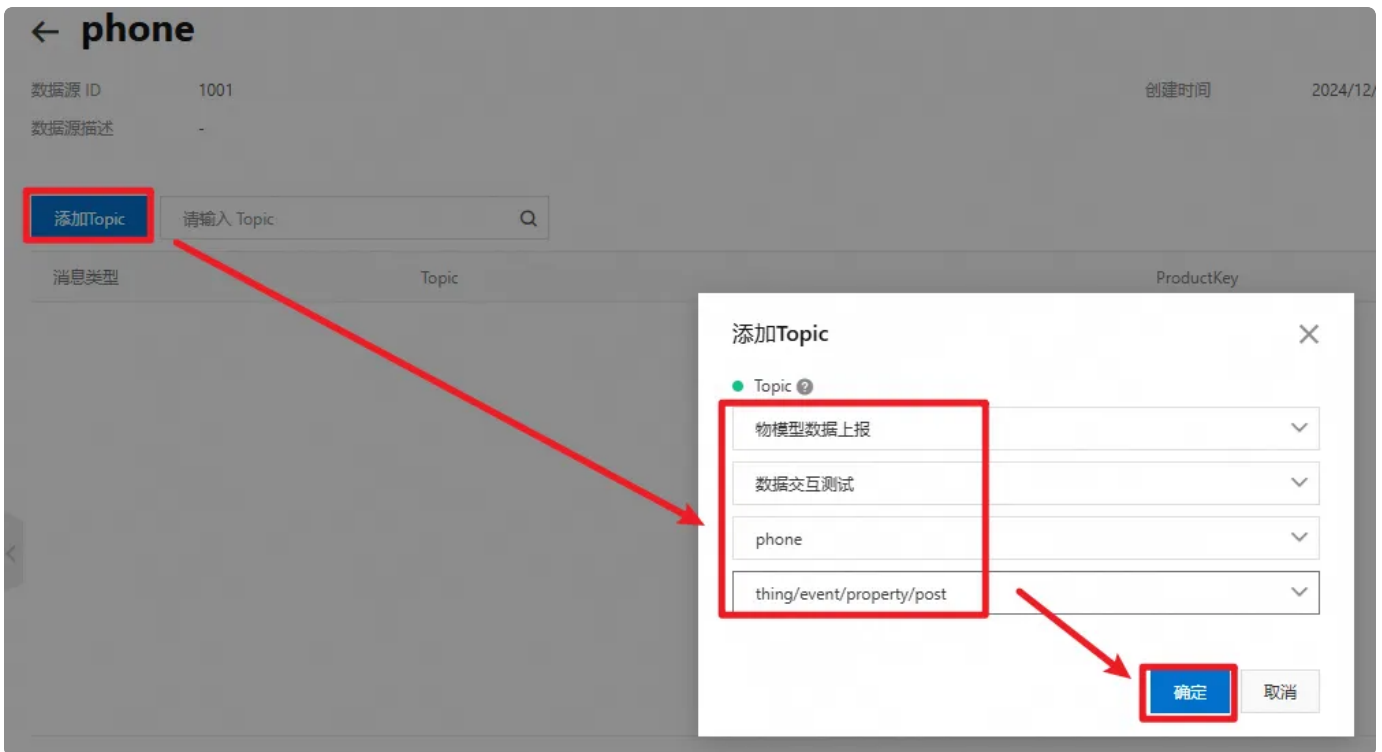 phone
数据源 ID 1001 创建时间 2024/12/
数据源描述 -
添加Topic 请输入 Topic
消息类型 Topic ProductKey
添加Topic
Topic
物模型数据上报
数据交互测试
phone
thing/event/property/post
确定 取消